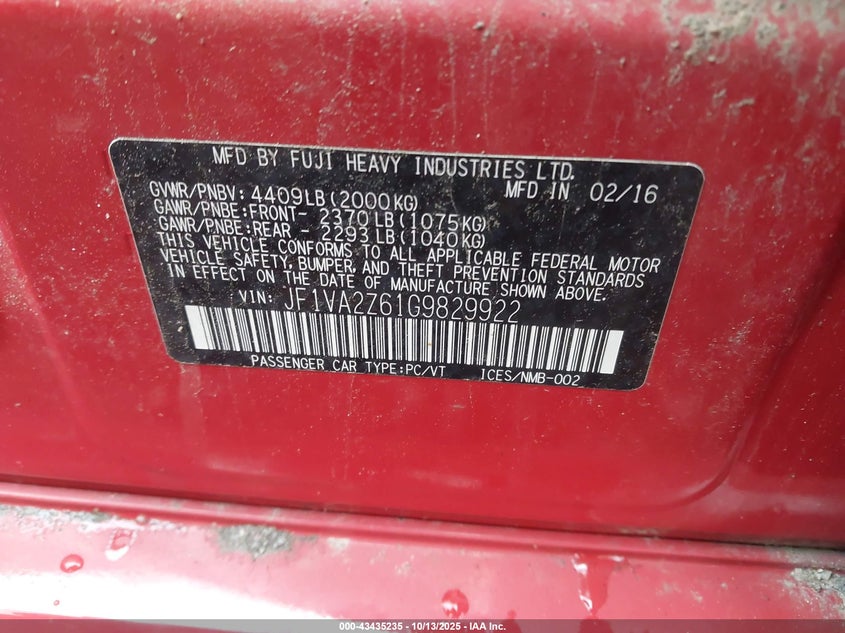 MFD BY FUJI HEAVY INDUSTRIES LTD.
MFD IN 02/16
GVWR/PNBV: 4409LB(2000KG)
GAWR/PNBE:FRONT- 2370LB(1075KG)
GAWR/PNBE:REAR - 2293LB(1040KG)
THIS VEHICLE CONFORMS TO ALL APPLICABLE FEDERAL MOTOR
VEHICLE SAFETY, BUMPER, AND THEFT PREVENTION STANDARDS
IN EFFECT ON THE DATE OF MANUFACTURE SHOWN ABOVE.
VIN: JF1VA2Z61G9829922
PASSENGER CAR TYPE:PC/VT ICES/NMB-002
000-43435235 - 10/13/2025 - IAA Inc.